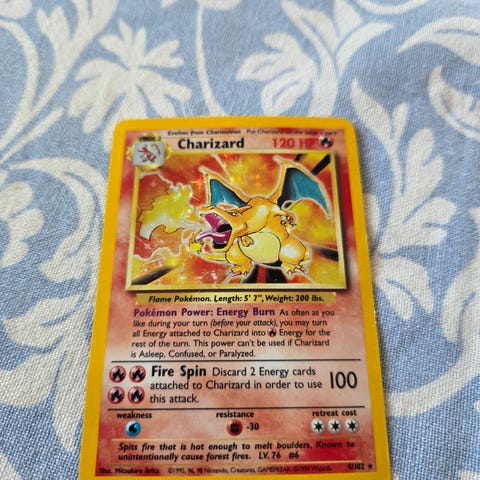 Evolves from Charmeleon Put Charizard on the Stage 1 card
STAGE 2 Charizard 120 HP
Flame Pokémon. Length: 5' 7", Weight: 200 lbs.
Pokémon Power: Energy Burn As often as you
like during your turn (before your attack), you may turn
all Energy attached to Charizard into Energy for the
rest of the turn. This power can't be used if Charizard
is Asleep, Confused, or Paralyzed.
Fire Spin Discard 2 Energy cards
attached to Charizard in order to use 100
this attack.
weakness resistance retreat cost
-30
Spits fire that is hot enough to melt boulders. Known to
unintentionally cause forest fires. LV. 76 #6
Illus. Mitsuhiro Arita ©1995, 96, 98 Nintendo, Creatures, GAMEFREAK. ©1999 Wizards. 4/102